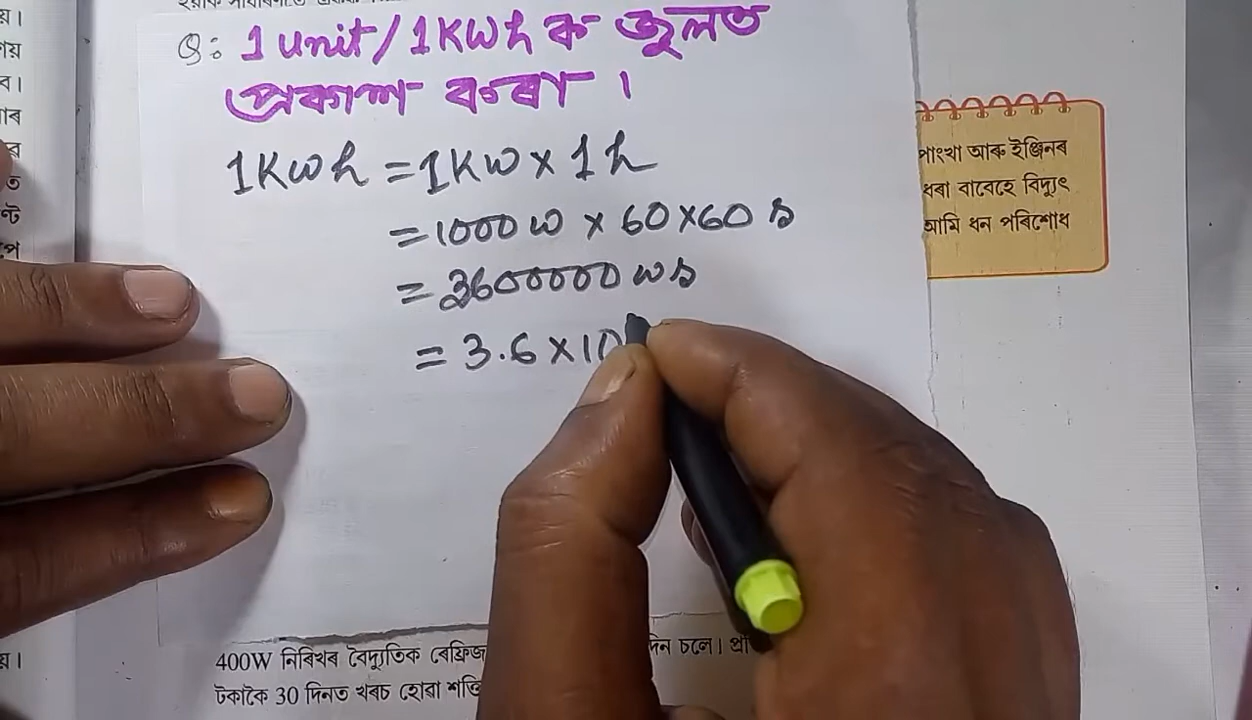 Q: 1 unit/1KWh ক জুলত
প্ৰকাশ কৰা ।
1KWh = 1KW × 1h
= 1000 W × 60×60 s
= 3600000 ws
= 3.6 × 10
পাংখা আৰু ইঞ্জিনৰ
ধৰা বাবেহে বিদ্যুৎ
আমি ধন পৰিশোধ
400W নিৰিখৰ বৈদ্যুতিক ৰেফ্ৰিজ
দিন চলে।
টকাকৈ 30 দিনত খৰচ হোৱা শক্তি